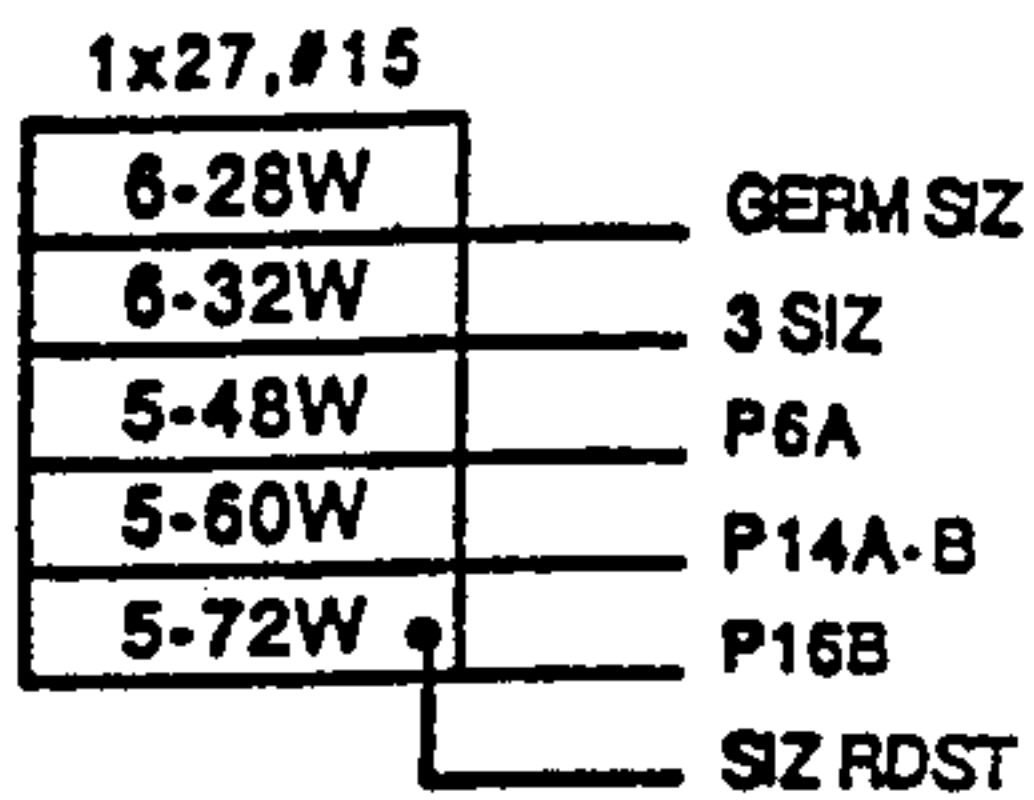 1x27,#15
6-28W
GERM SIZ
6-32W
3 SIZ
5-48W
P6A
5-60W
P14A-B
5-72W
P16B
SIZ RDST